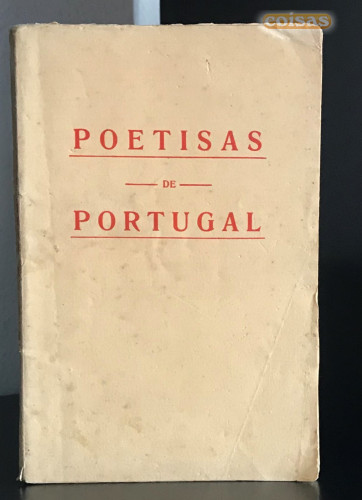 coisas
POETISAS
DE
PORTUGAL